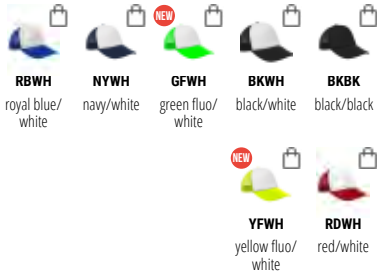 NEW
RBWH
NYWH
GFWH
BKWH
BKBK
royal blue/
white
navy/white
green fluo/
white
black/white
black/black
NEW
YFWH
RDWH
yellow fluo/
white
red/white